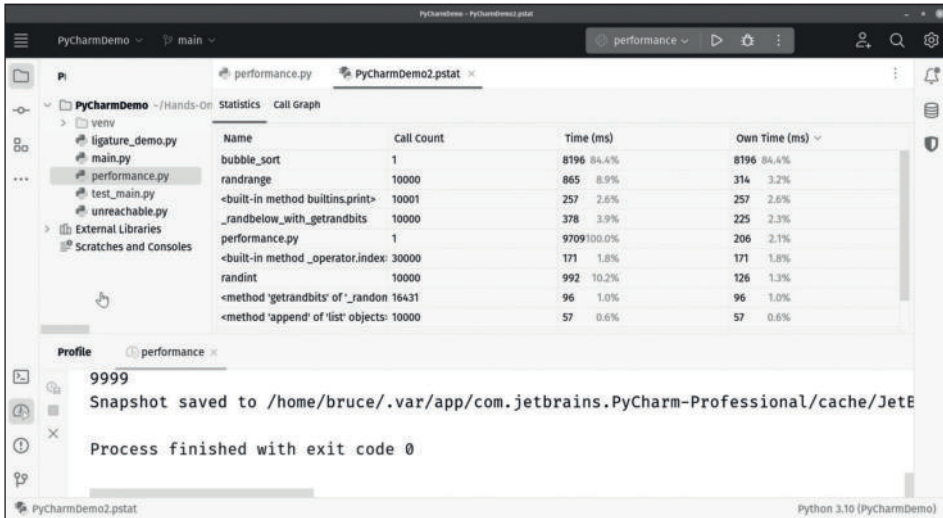 PyCharmDemo – PyCharmDemo2.pstat
PyCharmDemo main performance
performance.py PyCharmDemo2.pstat
PyCharmDemo ~/Hands-On
venv
ligature_demo.py
main.py
performance.py
test_main.py
unreachable.py
External Libraries
Scratches and Consoles
Statistics Call Graph
Name Call Count Time (ms) Own Time (ms)
bubble_sort 1 8196 84.4% 8196 84.4%
randrange 10000 865 8.9% 314 3.2%
<built-in method builtins.print> 10001 257 2.6% 257 2.6%
_randbelow_with_getrandbits 10000 378 3.9% 225 2.3%
performance.py 1 9709 100.0% 206 2.1%
<built-in method _operator.index> 30000 171 1.8% 171 1.8%
randint 10000 992 10.2% 126 1.3%
<method 'getrandbits' of '_random 16431 96 1.0% 96 1.0%
<method 'append' of 'list' objects> 10000 57 0.6% 57 0.6%
Profile performance
9999
Snapshot saved to /home/bruce/.var/app/com.jetbrains.PyCharm-Professional/cache/JetB
Process finished with exit code 0
PyCharmDemo2.pstat Python 3.10 (PyCharmDemo)